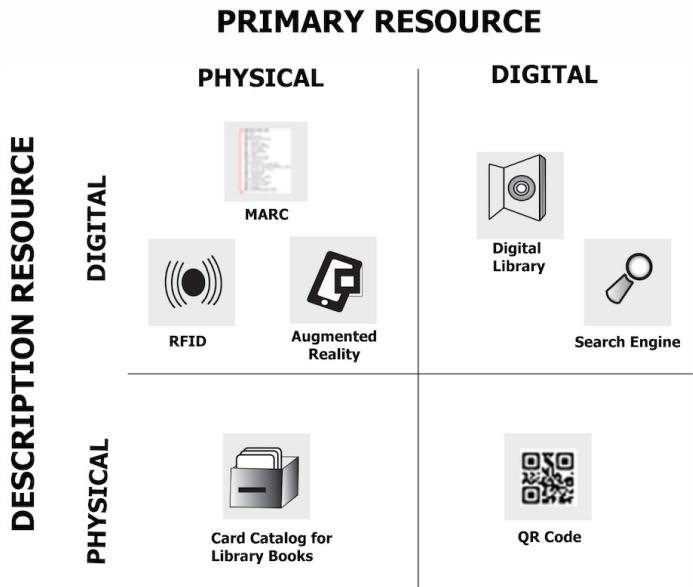 PRIMARY RESOURCE
PHYSICAL
DIGITAL
DESCRIPTION RESOURCE
DIGITAL
MARC
Digital
Library
RFID
Augmented
Reality
Search Engine
PHYSICAL
Card Catalog for
Library Books
QR Code